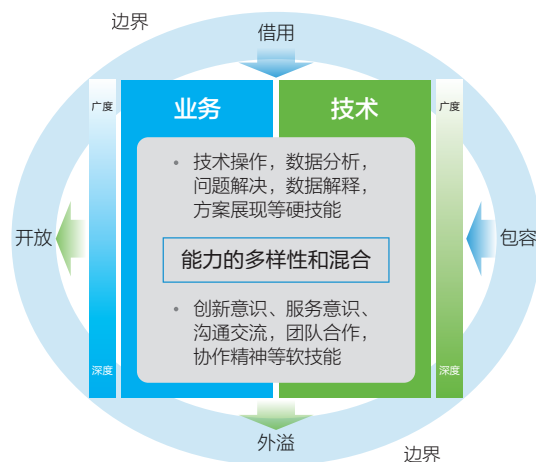 边界
借用
广度
业务
技术
广度
• 技术操作，数据分析，
问题解决，数据解释，
方案展现等硬技能
开放
能力的多样性和混合
包容
• 创新意识、服务意识、
沟通交流，团队合作，
协作精神等软技能
深度
深度
外溢
边界